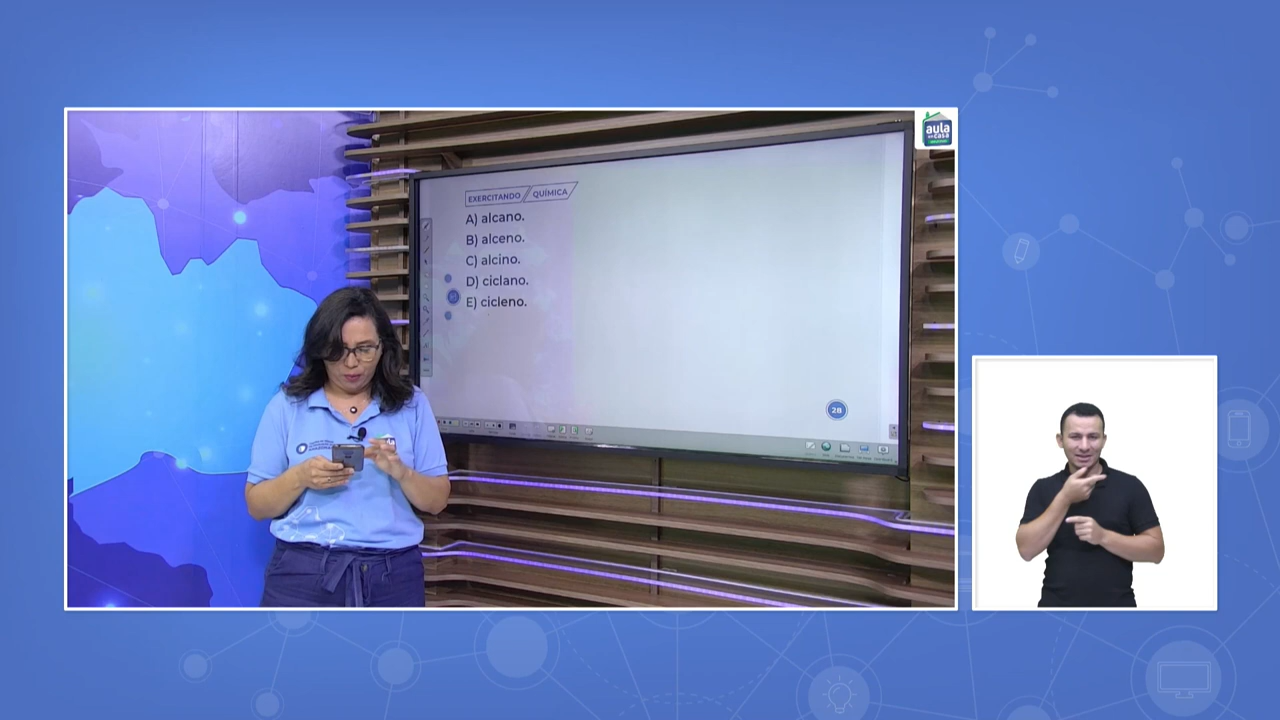 aula
em casa
EXERCITANDO QUÍMICA
A) alcano.
B) alceno.
C) alcino.
D) ciclano.
E) cicleno.
28